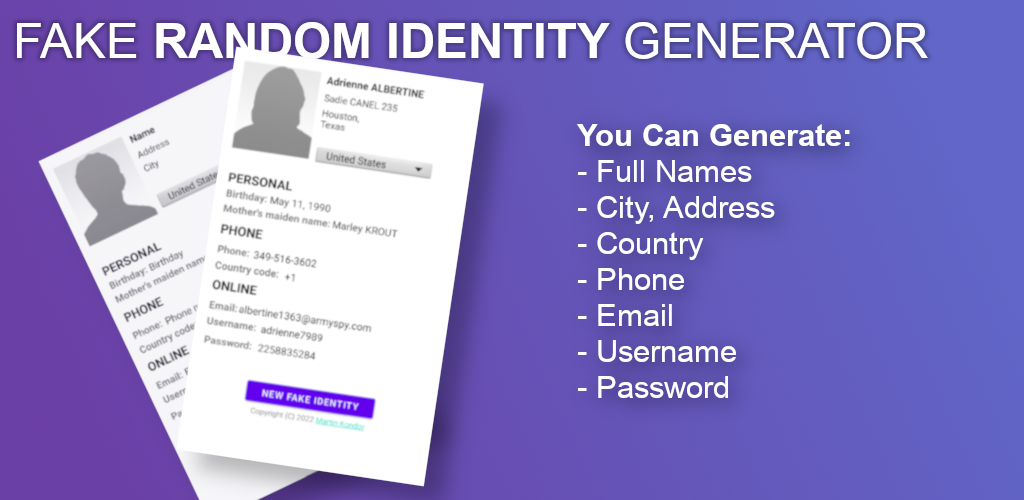 FAKE RANDOM IDENTITY GENERATOR
Adrienne ALBERTINE
Sadie CANEL 235
Houston,
Texas
United States
PERSONAL
Birthday: May 11, 1990
Mother's maiden name: Marley KROUT
PHONE
Phone: 349-516-3602
Country code: +1
ONLINE
Email: albertine1363@armyspy.com
Username: adrienne7989
Password: 2258835284
NEW FAKE IDENTITY
Copyright (C) 2022 Martin Kondor
Name
Address
City
United State
PERSONAL
Birthday: Birthday
Mother's maiden name
PHONE
Phone: Phone
Country code
ONLINE
Email:
You Can Generate:
- Full Names
- City, Address
- Country
- Phone
- Email
- Username
- Password